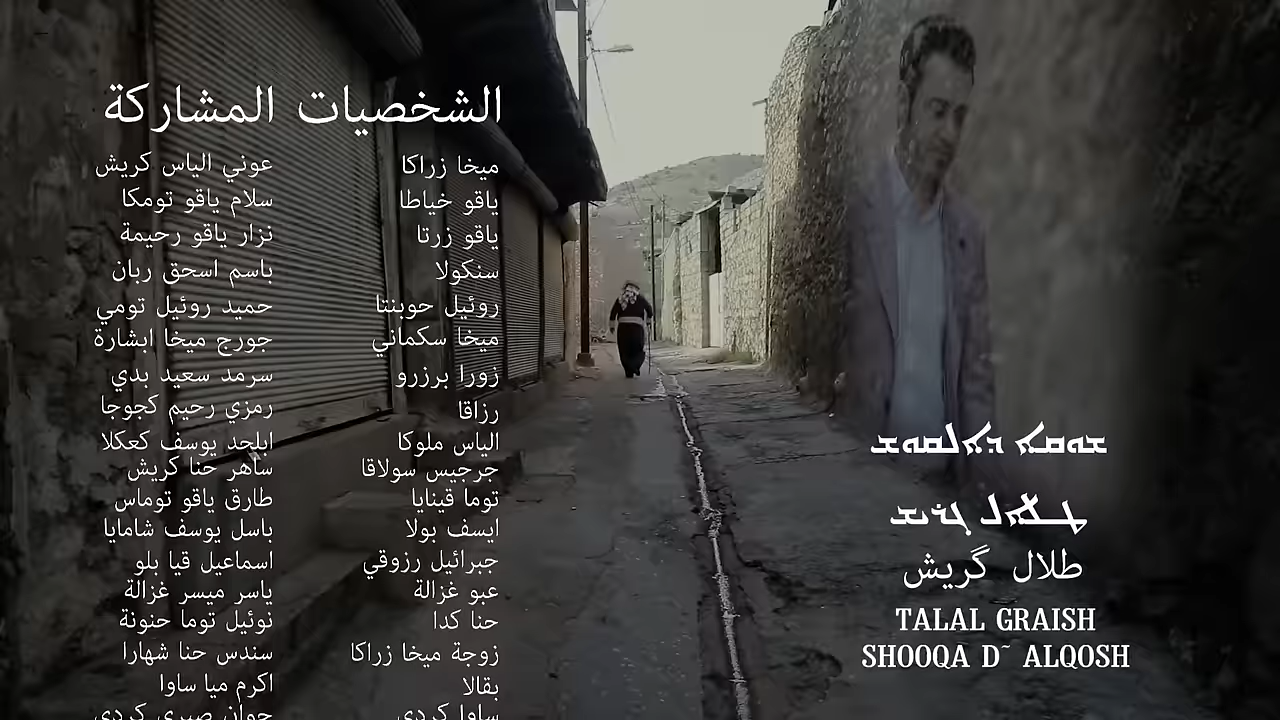 الشخصيات المشاركة
ميخا زراكا عوني الياس كريش
ياقو خياطا سلام ياقو تومكا
ياقو زرتا نزار ياقو رحيمة
سنكولا باسم اسحق ربان
روئيل حوبنتا حميد روئيل تومي
ميخا سكماني جورج ميخا ابشارة
زورا برزرو سرمد سعيد بدي
رزاقا رمزي رحيم كجوجا
الياس ملوكا ابلحد يوسف كعكلا
جرجيس سولاقا ساهر حنا كريش
توما قينايا طارق ياقو توماس
ايسف بولا باسل يوسف شامايا
جبرائيل رزوقي اسماعيل قيا بلو
عبو غزالة ياسر ميسر غزالة
حنا كدا نوئيل توما حنونة
زوجة ميخا زراكا سندس حنا شهارا
بقالا اكرم ميا ساوا
ساوا كردي جوان صبري كردي
ܫܘܩܐ ܕܐܠܩܘܫ
ܛܠܐܠ ܓܪܝܫ
طلال گريش
TALAL GRAISH
SHOOQA D~ ALQOSH